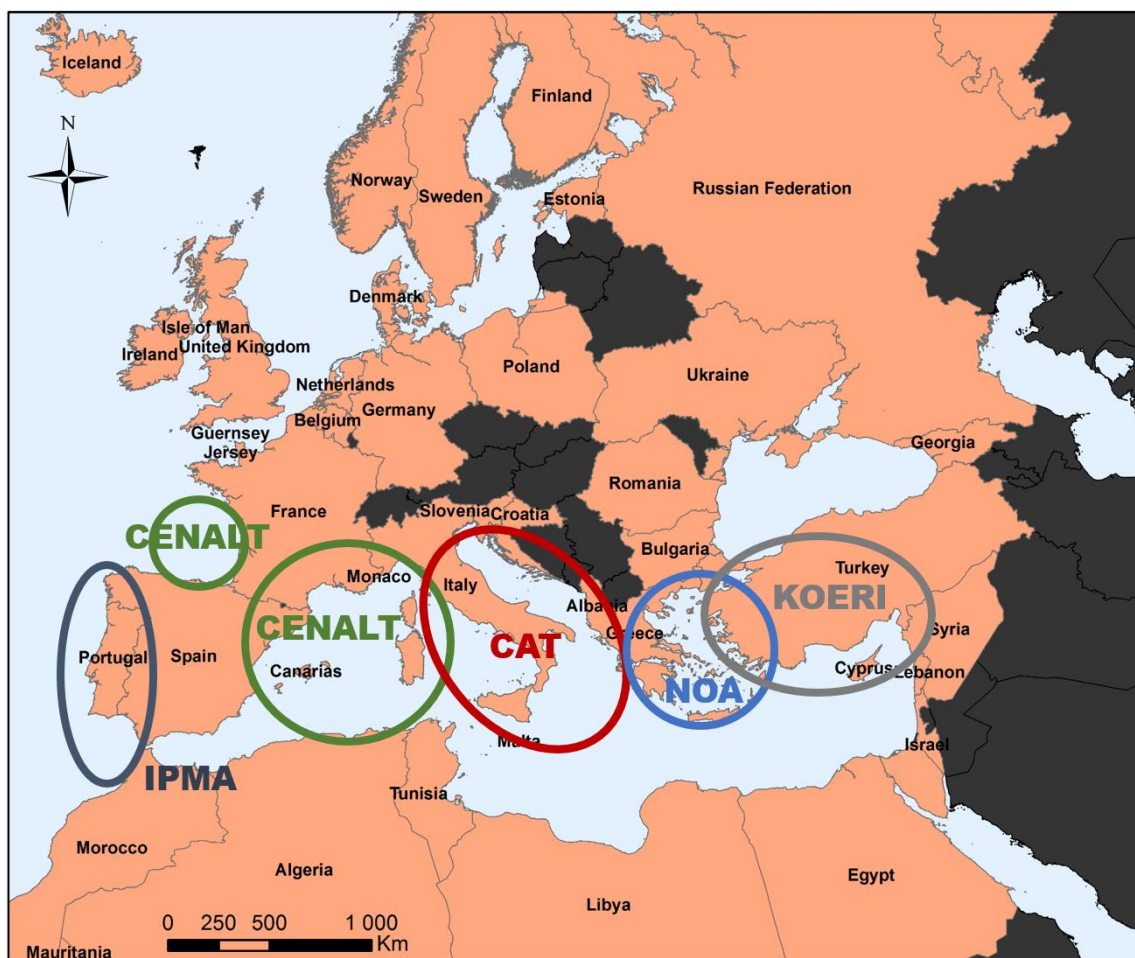 Iceland
N
Finland
Norway
Sweden
Estonia
Russian Federation
Denmark
Isle of Man
Ireland
United Kingdom
Netherlands
Poland
Ukraine
Belgium
Germany
Guernsey
Jersey
Georgia
Romania
France
Slovenia
Croatia
CENALT
Bulgaria
Monaco
Italy
Turkey
KOERI
Albania
CENALT
Greece
Syria
CAT
Portugal
Spain
Canarias
Cyprus
Lebanon
NOA
Malta
Israel
IPMA
Tunisia
Morocco
Algeria
Egypt
Libya
0 250 500 1 000
Km
Mauritania